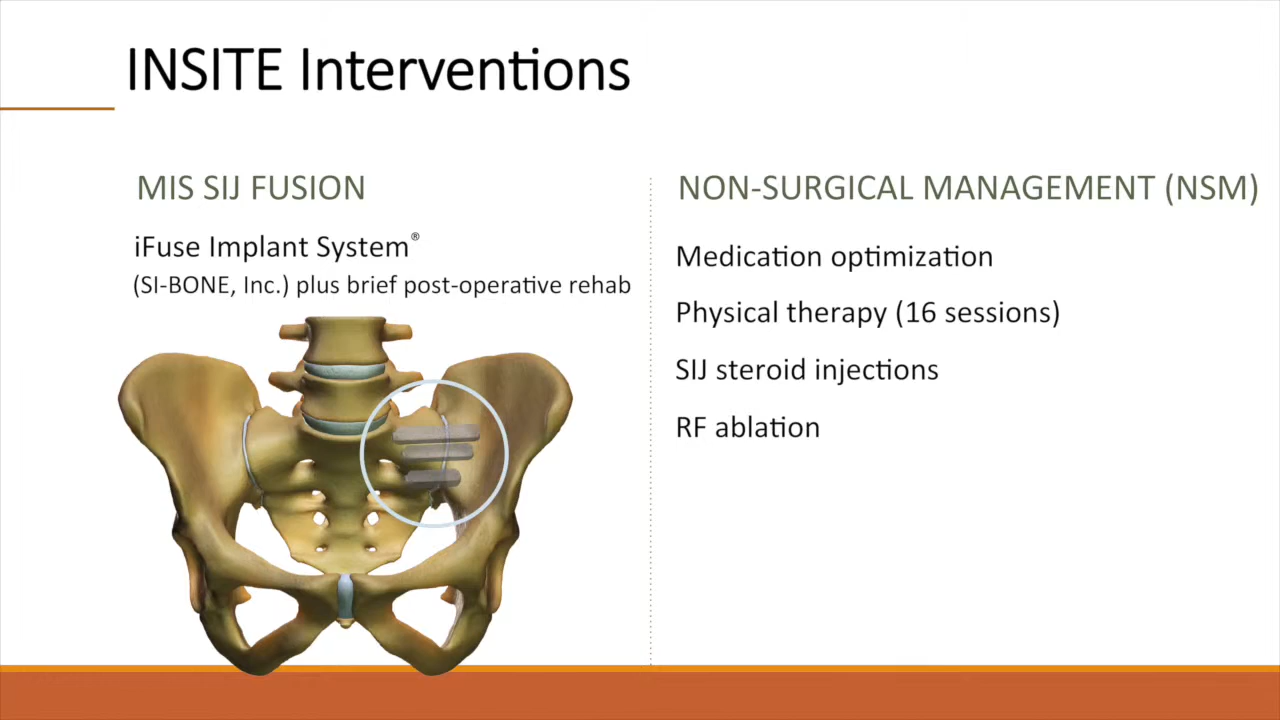 INSITE Interventions
MIS SIJ FUSION
iFuse Implant System®
(SI-BONE, Inc.) plus brief post-operative rehab
NON-SURGICAL MANAGEMENT (NSM)
Medication optimization
Physical therapy (16 sessions)
SIJ steroid injections
RF ablation